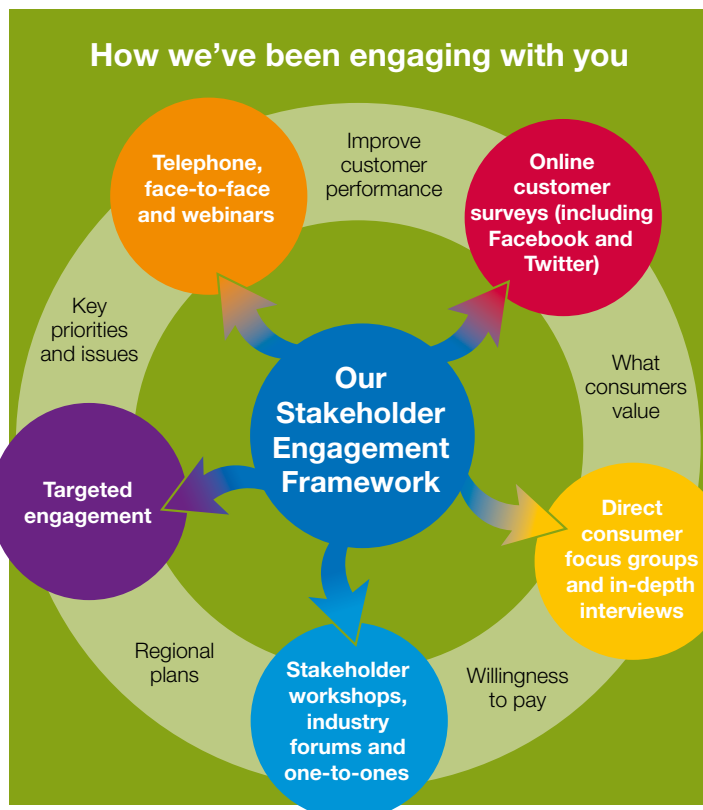 How we’ve been engaging with you
Telephone,
face-to-face
and webinars
Improve
customer
performance
Online
customer
surveys (including
Facebook and
Twitter)
Key
priorities
and issues
What
consumers
value
Our
Stakeholder
Engagement
Framework
Targeted
engagement
Direct
consumer
focus groups
and in-depth
interviews
Regional
plans
Stakeholder
workshops,
industry
forums and
one-to-ones
Willingness
to pay